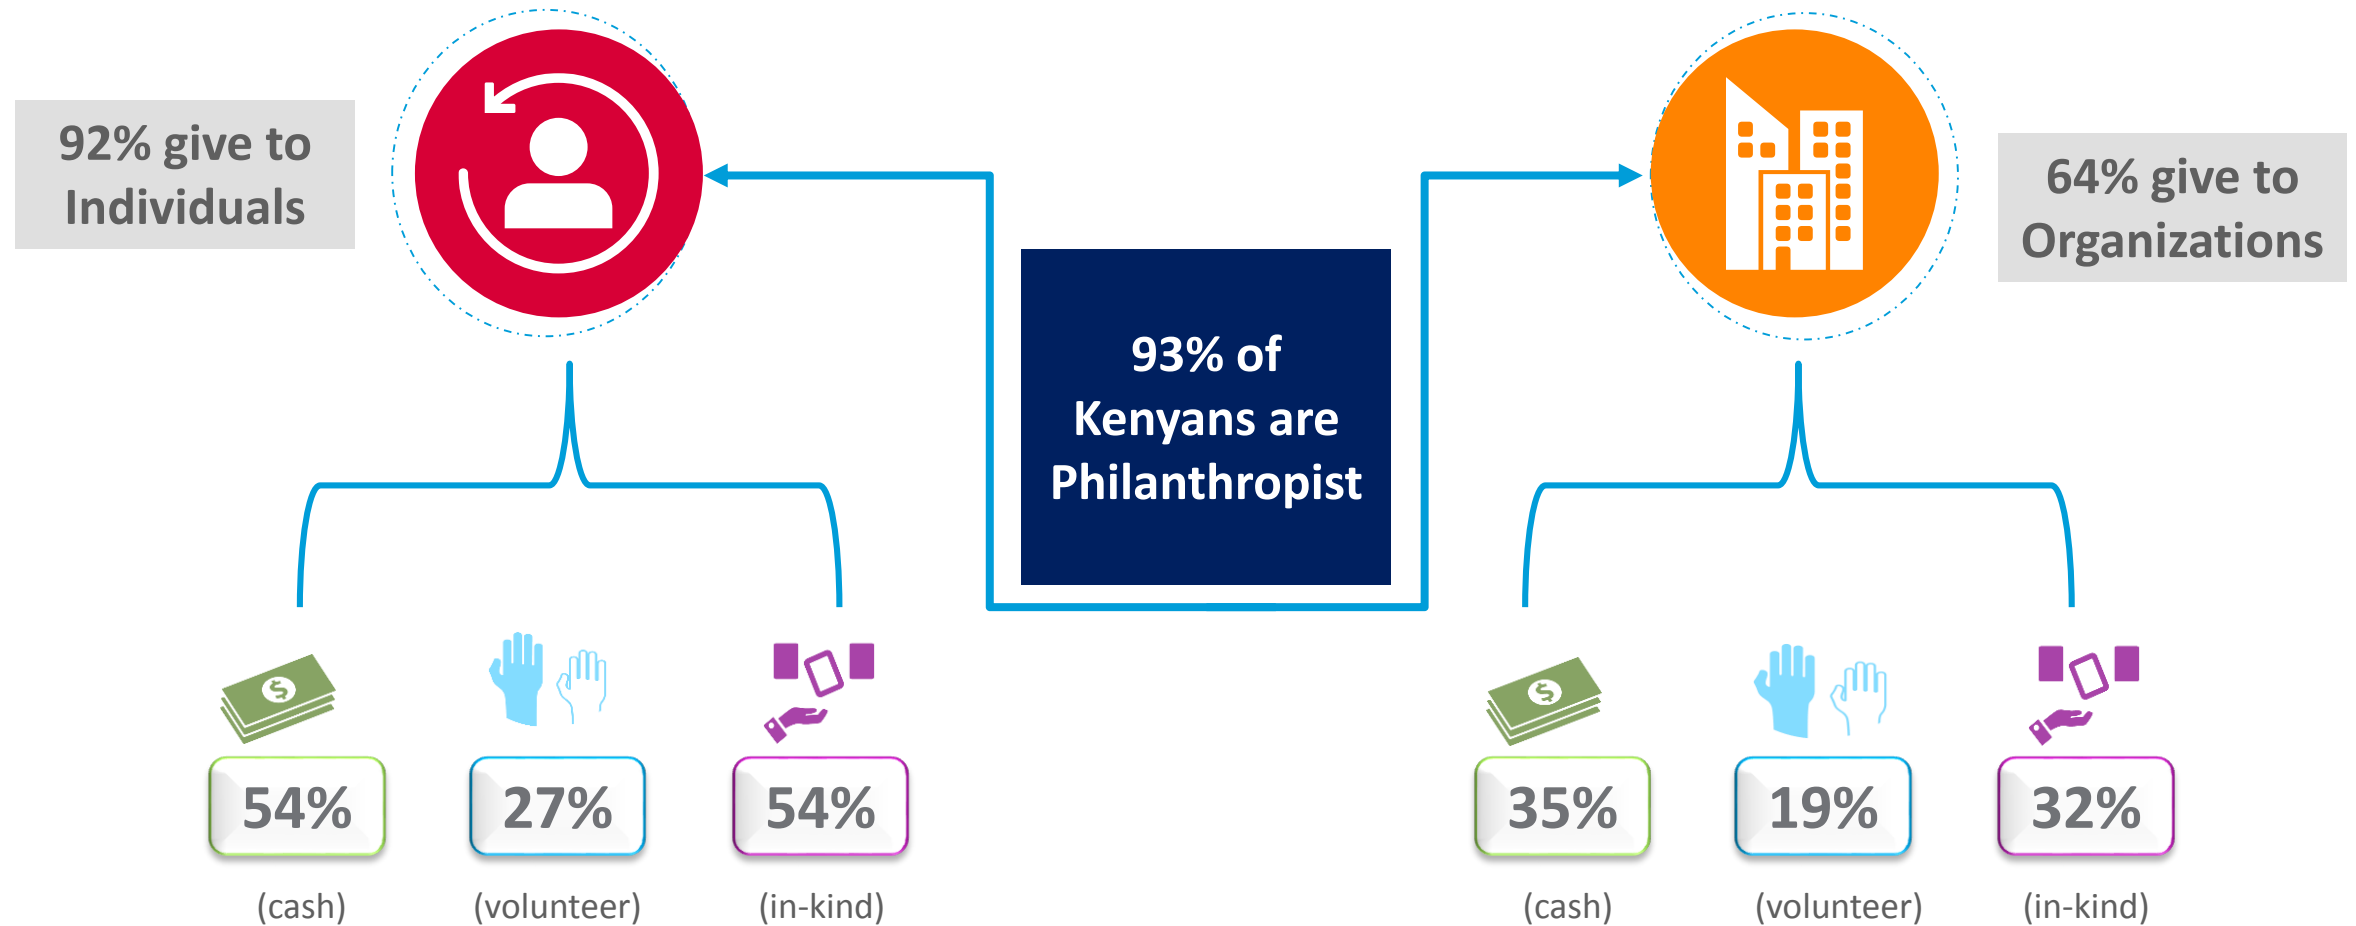 92% give to
Individuals
93% of
Kenyans are
Philanthropist
64% give to
Organizations
54%
27%
54%
(cash)
(volunteer)
(in-kind)
35%
19%
32%
(cash)
(volunteer)
(in-kind)